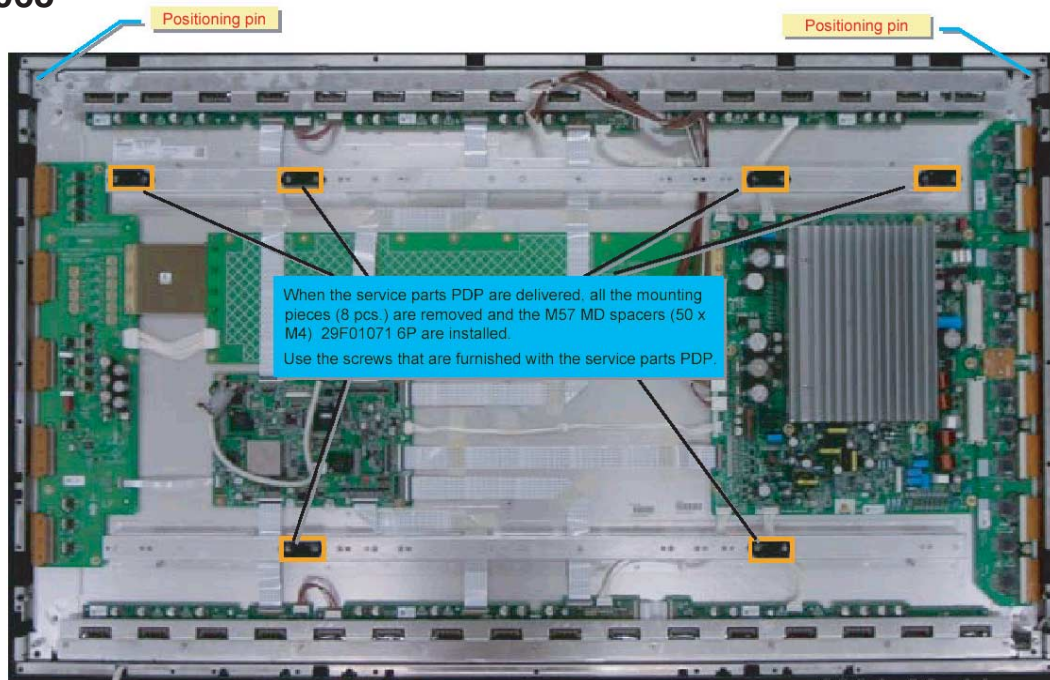 Positioning pin
Positioning pin
When the service parts PDP are delivered, all the mounting
pieces (8 pcs.) are removed and the M57 MD spacers (50 x
M4) 29F01071 6P are installed.
Use the screws that are furnished with the service parts PDP.